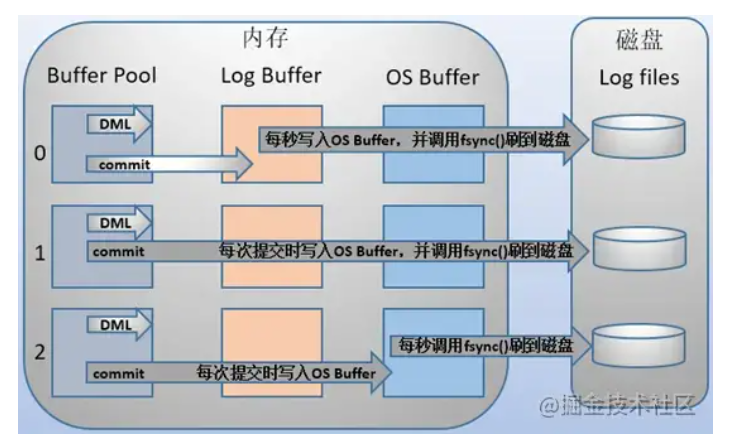 内存
磁盘
Buffer Pool
Log Buffer
OS Buffer
Log files
0
DML
commit
每秒写入OS Buffer，并调用fsync()刷到磁盘
1
DML
commit
每次提交时写入OS Buffer，并调用fsync()刷到磁盘
2
DML
commit
每次提交时写入OS Buffer
每秒调用fsync()刷到磁盘
@掘金技术社区